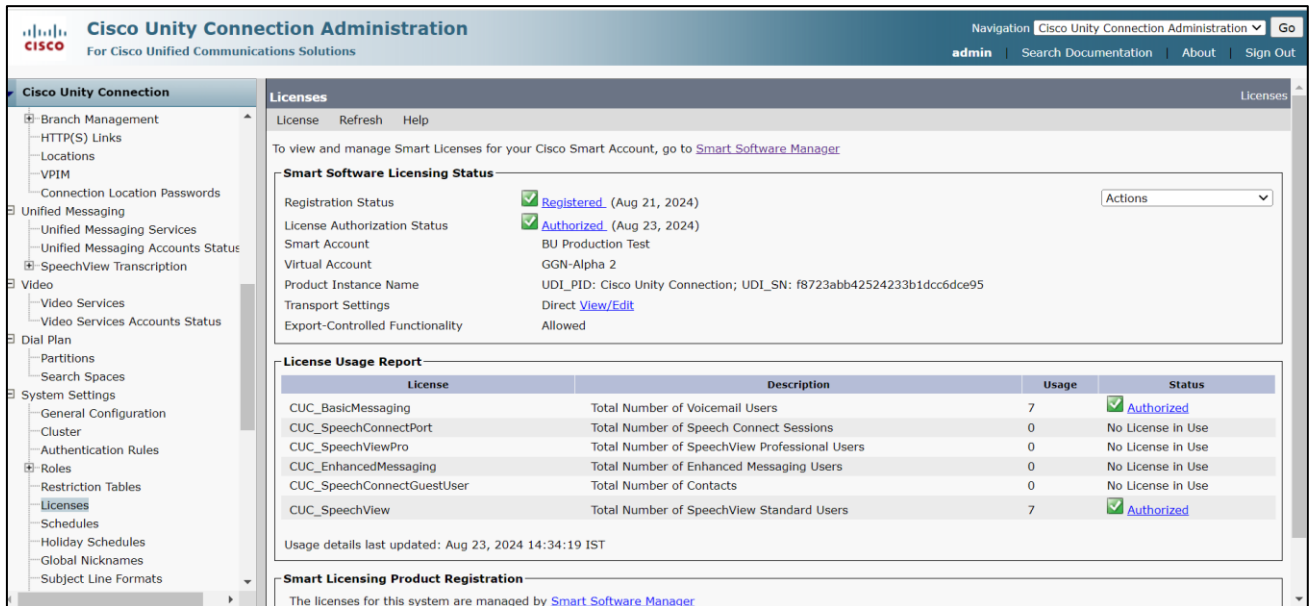 Cisco Unity Connection Administration
For Cisco Unified Communications Solutions
CISCO
Navigation Cisco Unity Connection Administration Go
admin | Search Documentation | About | Sign Out
Cisco Unity Connection
Branch Management
HTTP(S) Links
Locations
VPIM
Connection Location Passwords
Unified Messaging
Unified Messaging Services
Unified Messaging Accounts Status
SpeechView Transcription
Video
Video Services
Video Services Accounts Status
Dial Plan
Partitions
Search Spaces
System Settings
General Configuration
Cluster
Authentication Rules
Roles
Restriction Tables
Licenses
Schedules
Holiday Schedules
Global Nicknames
Subject Line Formats
Licenses Licenses
License Refresh Help
To view and manage Smart Licenses for your Cisco Smart Account, go to Smart Software Manager
Smart Software Licensing Status
Registration Status Registered (Aug 21, 2024) Actions
License Authorization Status Authorized (Aug 23, 2024)
Smart Account BU Production Test
Virtual Account GGN-Alpha 2
Product Instance Name UDI_PID: Cisco Unity Connection; UDI_SN: f8723abb42524233b1dcc6dce95
Transport Settings Direct View/Edit
Export-Controlled Functionality Allowed
License Usage Report
License Description Usage Status
CUC_BasicMessaging Total Number of Voicemail Users 7 Authorized
CUC_SpeechConnectPort Total Number of Speech Connect Sessions 0 No License in Use
CUC_SpeechViewPro Total Number of SpeechView Professional Users 0 No License in Use
CUC_EnhancedMessaging Total Number of Enhanced Messaging Users 0 No License in Use
CUC_SpeechConnectGuestUser Total Number of Contacts 0 No License in Use
CUC_SpeechView Total Number of SpeechView Standard Users 7 Authorized
Usage details last updated: Aug 23, 2024 14:34:19 IST
Smart Licensing Product Registration
The licenses for this system are managed by Smart Software Manager